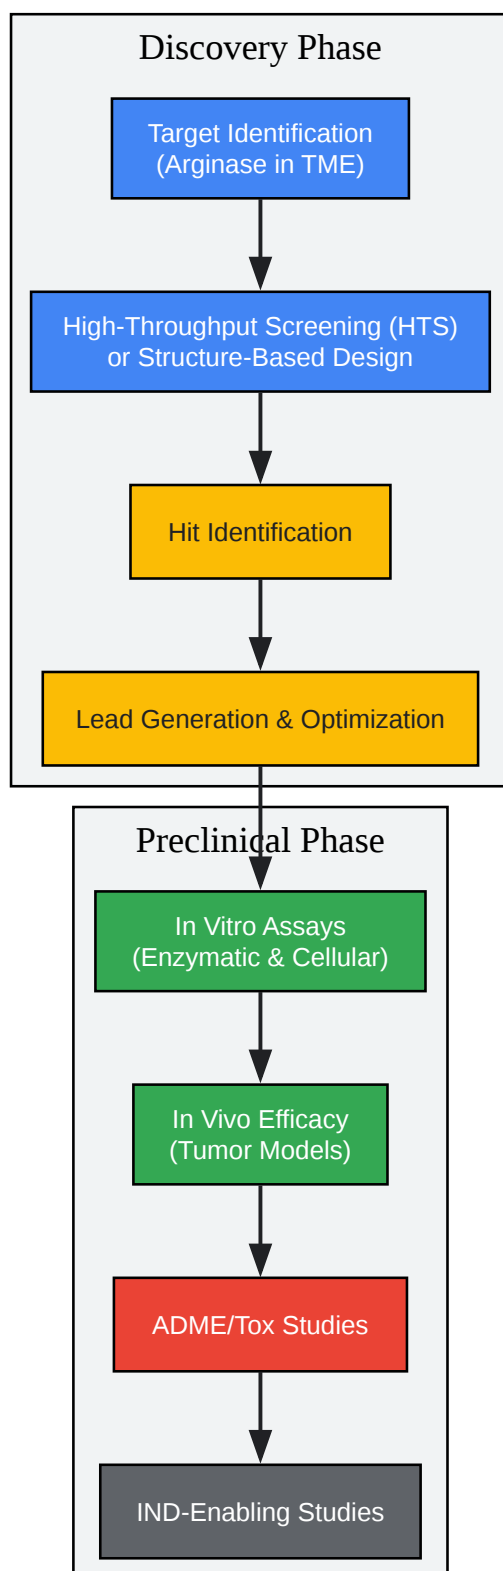 Discovery Phase
Target Identification
(Arginase in TME)
High-Throughput Screening (HTS)
or Structure-Based Design
Hit Identification
Lead Generation & Optimization
Preclinical Phase
In Vitro Assays
(Enzymatic & Cellular)
In Vivo Efficacy
(Tumor Models)
ADME/Tox Studies
IND-Enabling Studies